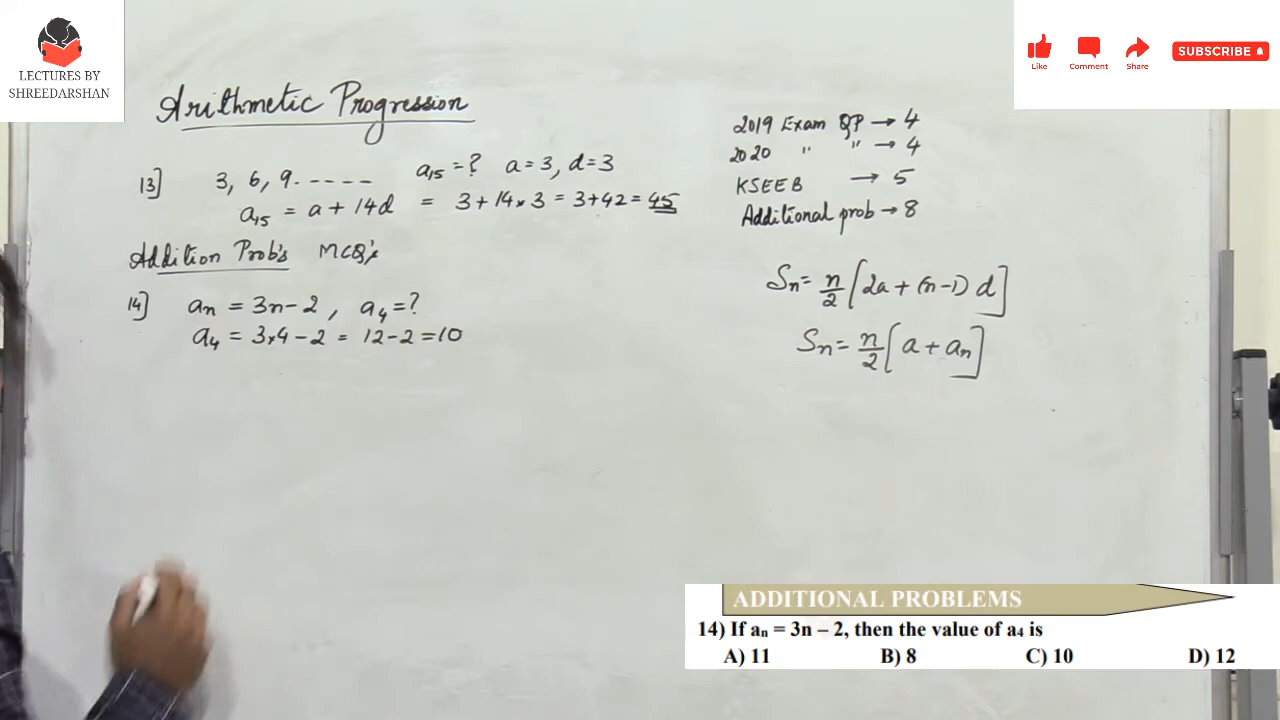 LECTURES BY
SHREEDARSHAN
Like
Comment
Share
SUBSCRIBE
Arithmetic Progression
13] 3, 6, 9 ----- a₁₅ = ? a = 3, d = 3
a₁₅ = a + 14d = 3 + 14 × 3 = 3 + 42 = 45
Addition Prob's MCQ's
14] aₙ = 3n - 2, a₄ = ?
a₄ = 3×4 - 2 = 12 - 2 = 10
2019 Exam QP → 4
2020 " " → 4
KSEEB → 5
Additional prob → 8
Sₙ = n/2 [2a + (n-1) d]
Sₙ = n/2 [a + aₙ]
ADDITIONAL PROBLEMS
14) If aₙ = 3n – 2, then the value of a₄ is
A) 11 B) 8 C) 10 D) 12